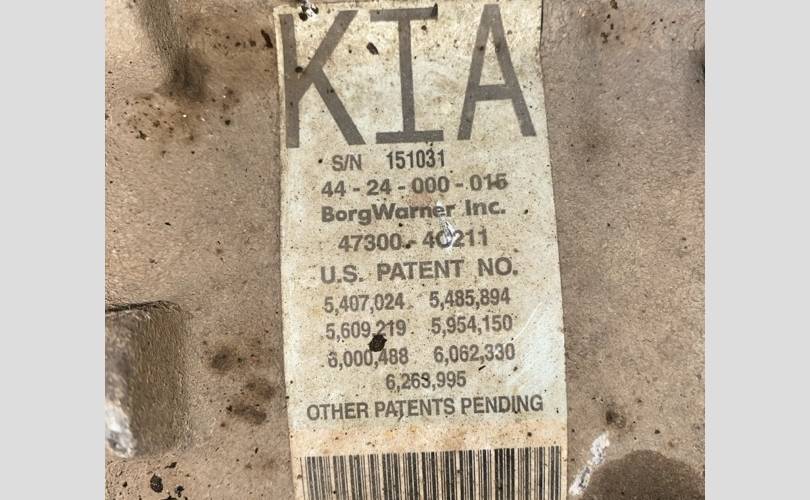 KIA
S/N 151031
44 - 24 - 000 - 015
BorgWarner Inc.
47300 - 4C211
U.S. PATENT NO.
5,407,024 5,485,894
5,609,219 5,954,150
6,000,488 6,062,330
6,263,995
OTHER PATENTS PENDING